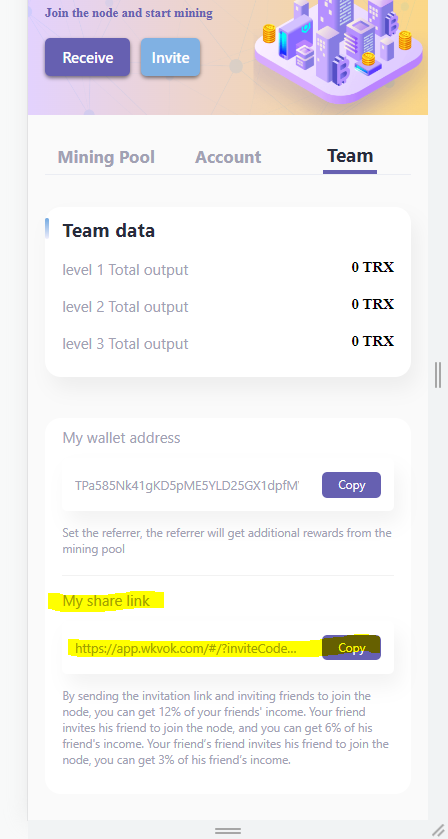 Join the node and start mining
Receive
Invite
Mining Pool
Account
Team
Team data
level 1 Total output
0 TRX
level 2 Total output
0 TRX
level 3 Total output
0 TRX
My wallet address
TPa585Nk41gKD5pME5YLD25GX1dpfM
Copy
Set the referrer, the referrer will get additional rewards from the
mining pool
My share link
https://app.wkvok.com/#/?inviteCode...
Copy
By sending the invitation link and inviting friends to join the
node, you can get 12% of your friends' income. Your friend
invites his friend to join the node, and you can get 6% of his
friend's income. Your friend's friend invites his friend to join the
node, you can get 3% of his friend's income.